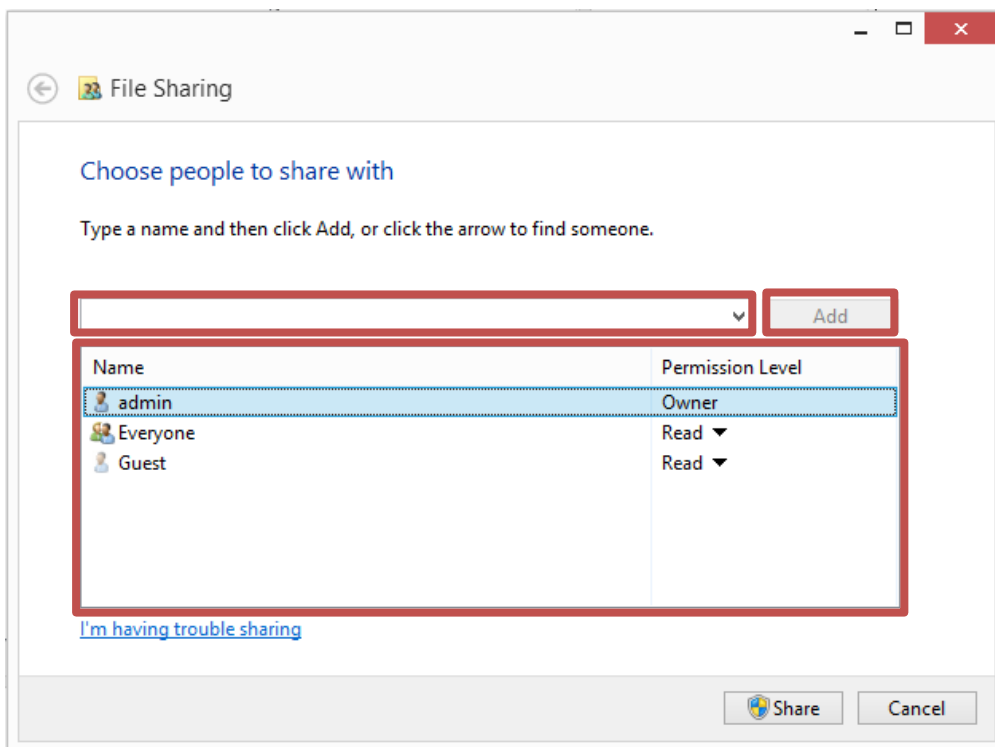 File Sharing
Choose people to share with
Type a name and then click Add, or click the arrow to find someone.
Add
Name Permission Level
admin Owner
Everyone Read
Guest Read
I'm having trouble sharing
Share Cancel